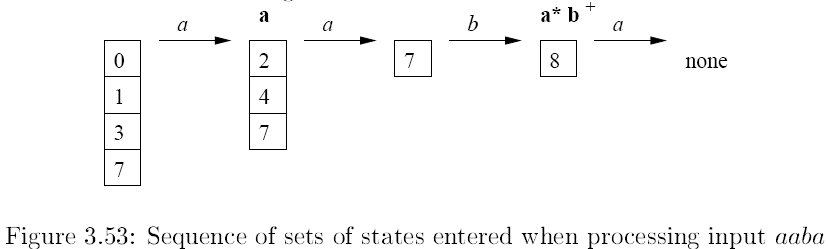 a a* b +
a a b a
0 2 7 8 none
1 4
3 7
7
Figure 3.53: Sequence of sets of states entered when processing input aaba